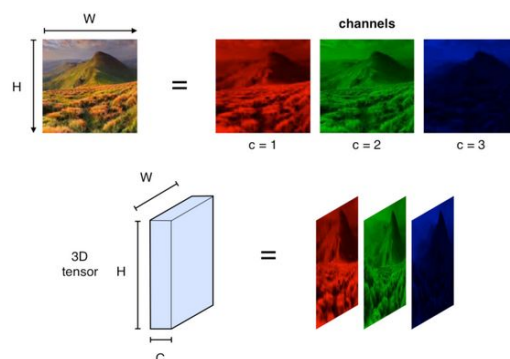 W
channels
H
=
c = 1
c = 2
c = 3
W
3D
tensor
H
=
C